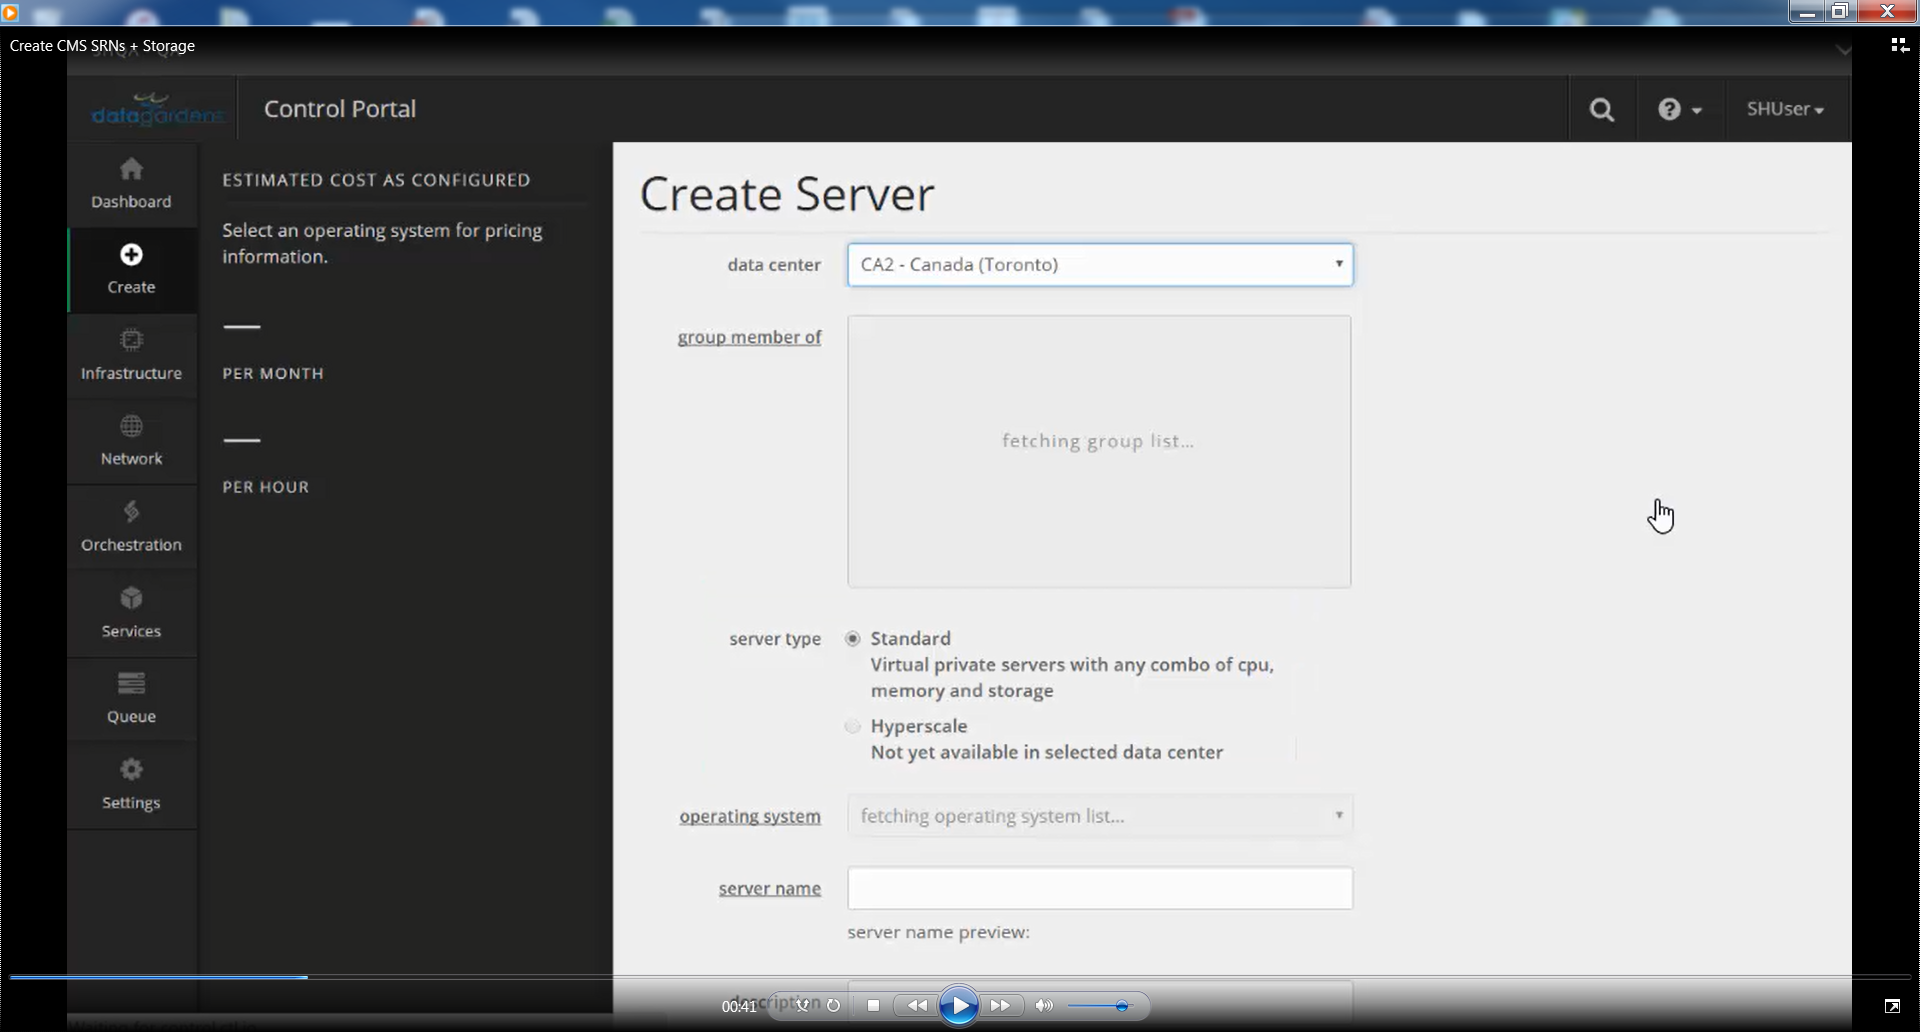 Create CMS SRNs + Storage
datagardens
Control Portal
SHUser
Dashboard
Create
Infrastructure
Network
Orchestration
Services
Queue
Settings
ESTIMATED COST AS CONFIGURED
Select an operating system for pricing
information.
PER MONTH
PER HOUR
Create Server
data center
CA2 - Canada (Toronto)
group member of
fetching group list...
server type
Standard
Virtual private servers with any combo of cpu,
memory and storage
Hyperscale
Not yet available in selected data center
operating system
fetching operating system list...
server name
server name preview:
description
00:41